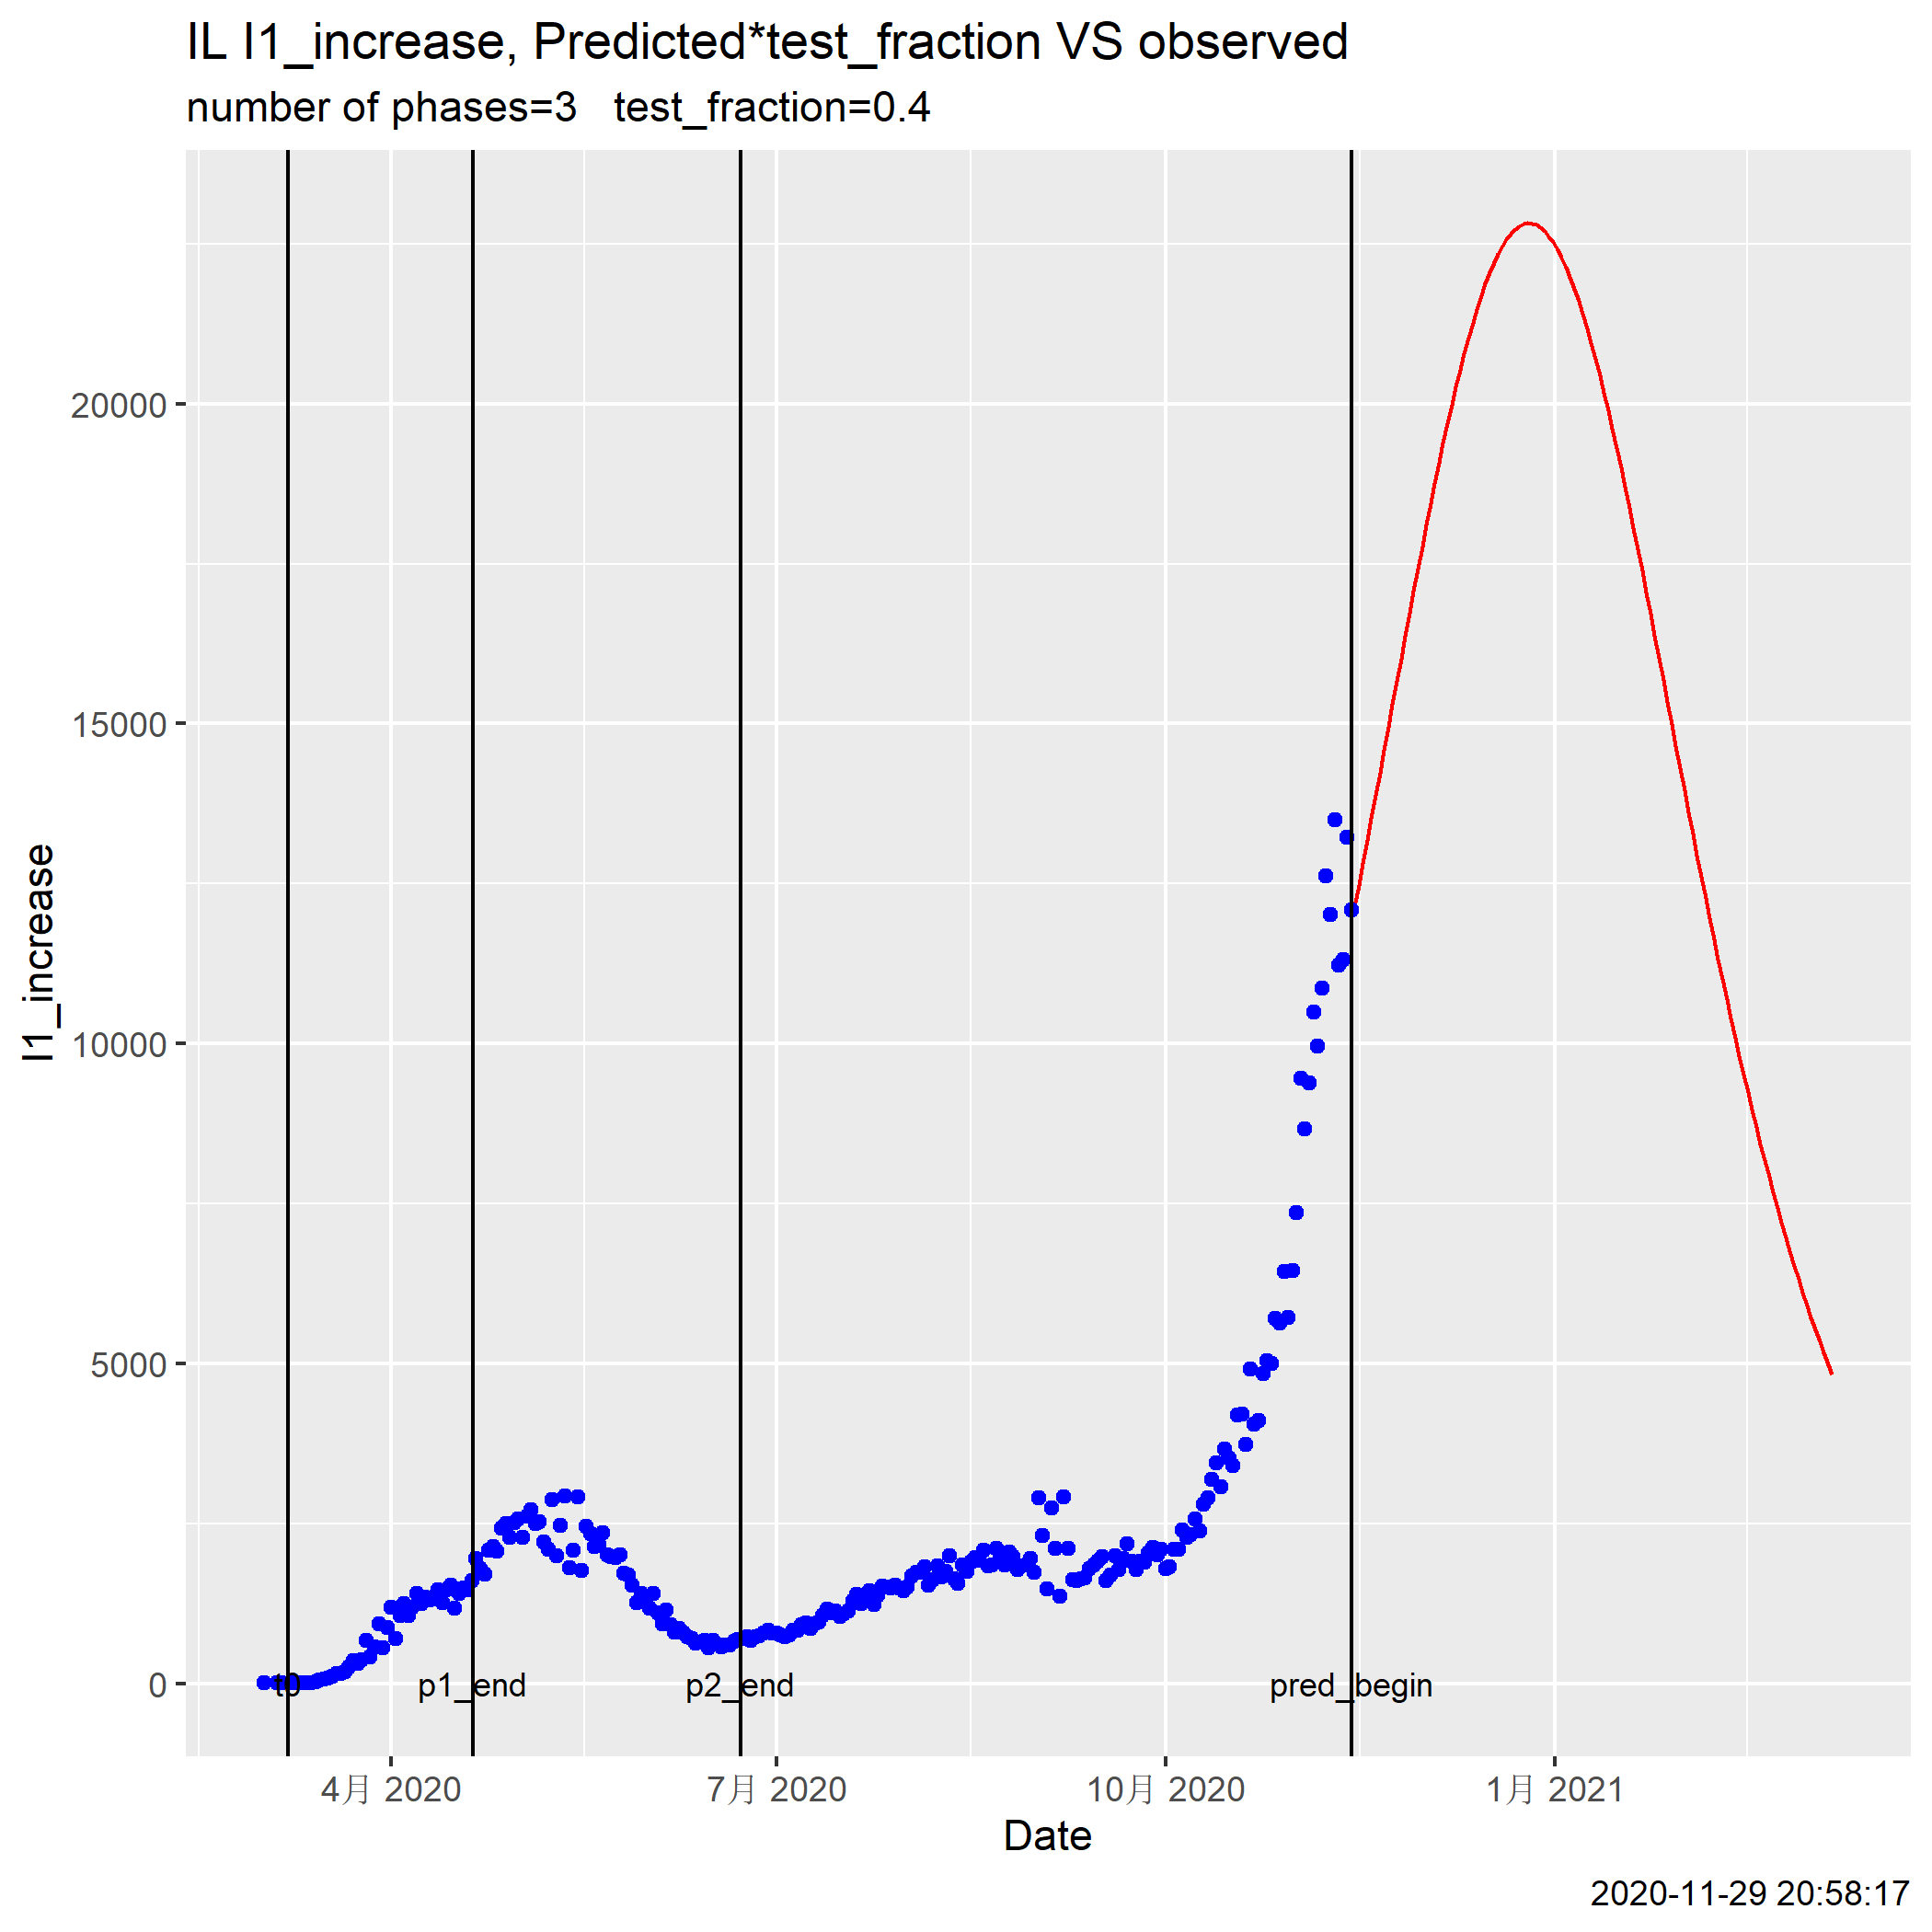 IL I1_increase, Predicted*test_fraction VS observed
number of phases=3   test_fraction=0.4
I1_increase
20000
15000
10000
5000
0
t0
p1_end
p2_end
pred_begin
4月 2020
7月 2020
10月 2020
1月 2021
Date
2020-11-29 20:58:17